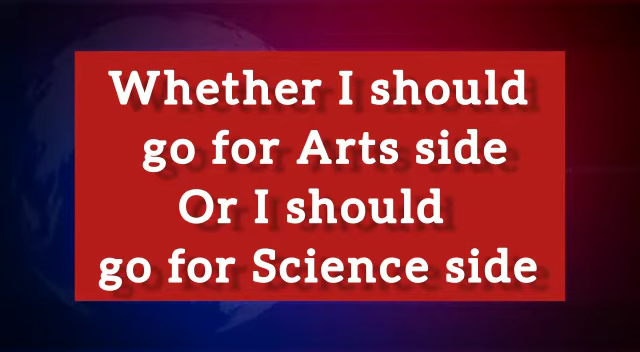 Whether I should
go for Arts side
Or I should
go for Science side